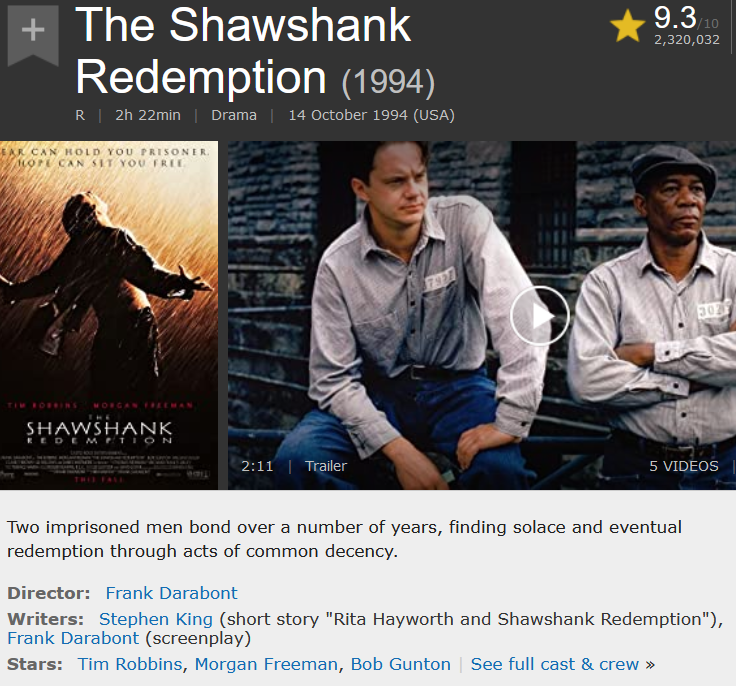 The Shawshank
Redemption (1994)
9.3/10
2,320,032
R | 2h 22min | Drama | 14 October 1994 (USA)
EAR CAN HOLD YOU PRISONER.
HOPE CAN SET YOU FREE.
TIM ROBBINS MORGAN FREEMAN
THE
SHAWSHANK
REDEMPTION
THIS FALL
2:11 | Trailer
5 VIDEOS
Two imprisoned men bond over a number of years, finding solace and eventual
redemption through acts of common decency.
Director: Frank Darabont
Writers: Stephen King (short story "Rita Hayworth and Shawshank Redemption"),
Frank Darabont (screenplay)
Stars: Tim Robbins, Morgan Freeman, Bob Gunton | See full cast & crew »